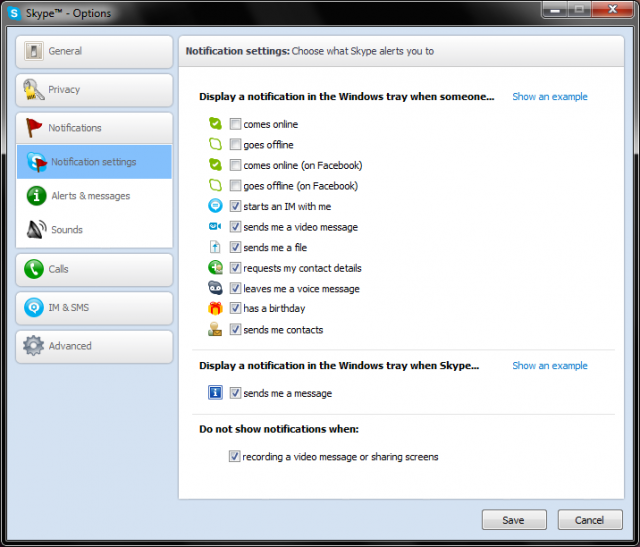 Skype™ - Options
General
Privacy
Notifications
Notification settings
Alerts & messages
Sounds
Calls
IM & SMS
Advanced
Notification settings: Choose what Skype alerts you to
Display a notification in the Windows tray when someone... Show an example
comes online
goes offline
comes online (on Facebook)
goes offline (on Facebook)
starts an IM with me
sends me a video message
sends me a file
requests my contact details
leaves me a voice message
has a birthday
sends me contacts
Display a notification in the Windows tray when Skype... Show an example
sends me a message
Do not show notifications when:
recording a video message or sharing screens
Save Cancel